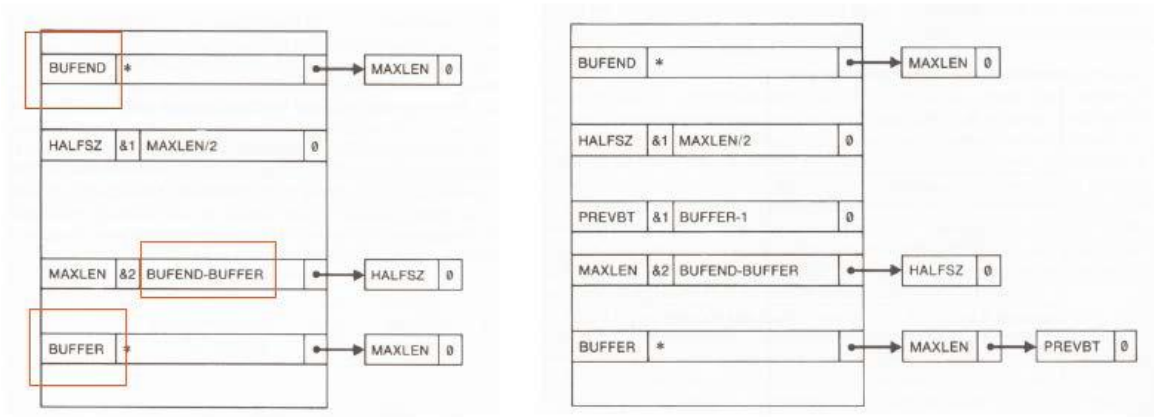 BUFEND * MAXLEN 0
HALFSZ &1 MAXLEN/2 0
MAXLEN &2 BUFEND-BUFFER HALFSZ 0
BUFFER * MAXLEN 0
BUFEND * MAXLEN 0
HALFSZ &1 MAXLEN/2 0
PREVBT &1 BUFFER-1 0
MAXLEN &2 BUFEND-BUFFER HALFSZ 0
BUFFER * MAXLEN PREVBT 0